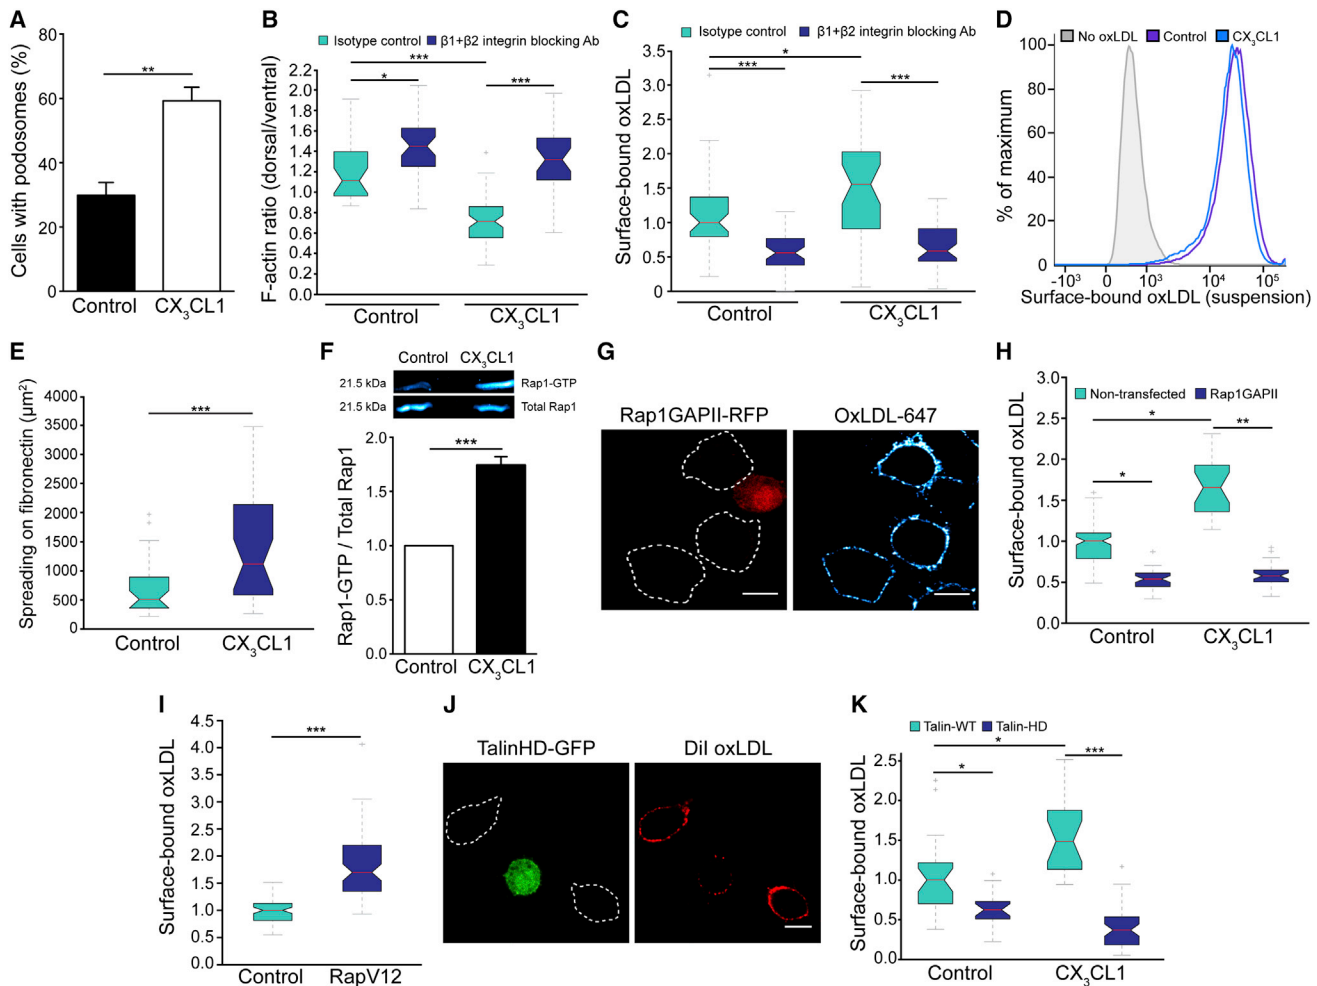 A
Cells with podosomes (%)
80
60
40
20
0
**
Control
CX3CL1
B
Isotype control
β1+β2 integrin blocking Ab
F-actin ratio (dorsal/ventral)
2.2
2.0
1.8
1.6
1.4
1.2
1.0
0.8
0.6
0.4
0.2
0.0
***
*
***
Control
CX3CL1
C
Isotype control
β1+β2 integrin blocking Ab
Surface-bound oxLDL
3.5
3.0
2.5
2.0
1.5
1.0
0.5
0
*
***
***
Control
CX3CL1
D
No oxLDL
Control
CX3CL1
% of maximum
100
80
60
40
20
0
-10³
0
10³
10⁴
10⁵
Surface-bound oxLDL (suspension)
E
Spreading on fibronectin (µm²)
4000
3500
3000
2500
2000
1500
1000
500
0
***
Control
CX3CL1
F
Control
CX3CL1
21.5 kDa
Rap1-GTP
21.5 kDa
Total Rap1
Rap1-GTP / Total Rap1
2.0
1.5
1.0
0.5
0.0
***
Control
CX3CL1
G
Rap1GAPII-RFP
OxLDL-647
H
Non-transfected
Rap1GAPII
Surface-bound oxLDL
3.0
2.5
2.0
1.5
1.0
0.5
0.0
*
**
*
Control
CX3CL1
I
Surface-bound oxLDL
4.5
4.0
3.5
3.0
2.5
2.0
1.5
1.0
0.5
0.0
***
Control
RapV12
J
TalinHD-GFP
DiI oxLDL
K
Talin-WT
Talin-HD
Surface-bound oxLDL
2.5
2.0
1.5
1.0
0.5
0.0
*
***
*
Control
CX3CL1